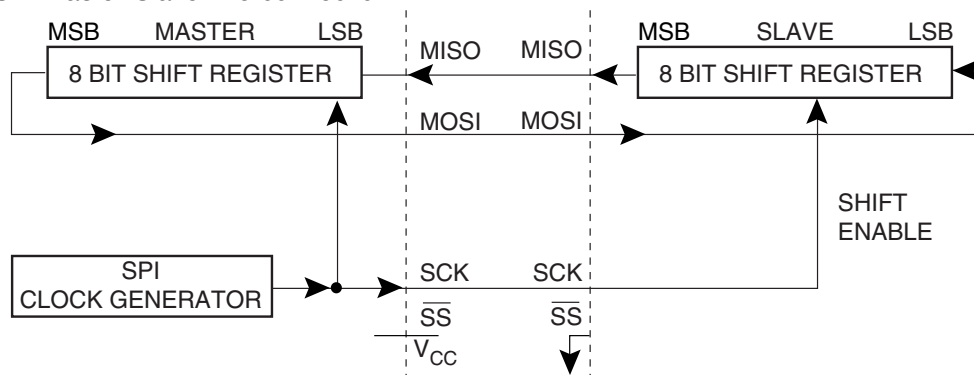 MSB MASTER LSB
MISO MISO
MSB SLAVE LSB
8 BIT SHIFT REGISTER
8 BIT SHIFT REGISTER
MOSI MOSI
SHIFT
ENABLE
SPI
CLOCK GENERATOR
SCK SCK
SS SS
VCC